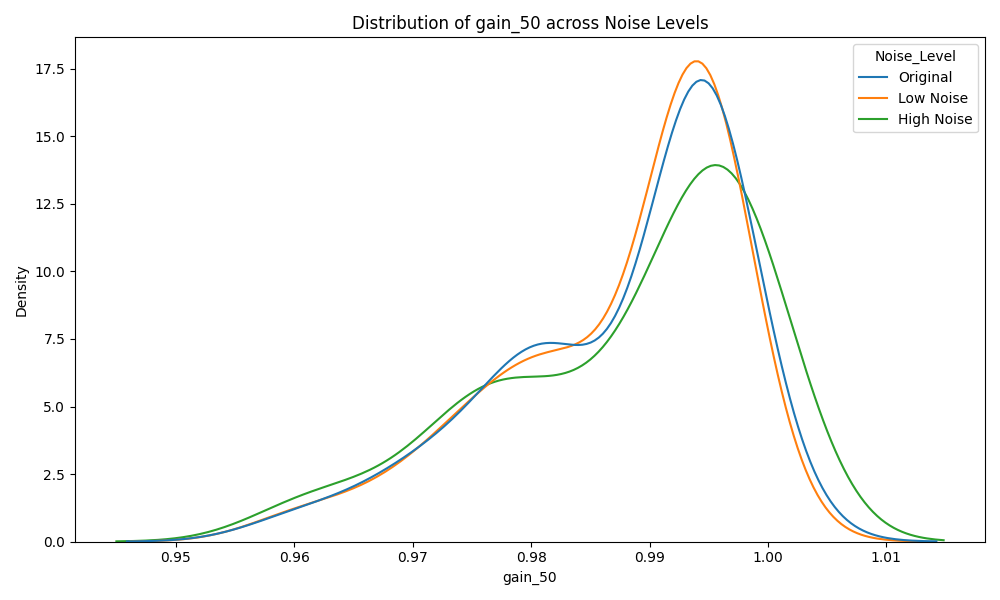 Distribution of gain_50 across Noise Levels
Noise_Level
Original
Low Noise
High Noise
Density
17.5
15.0
12.5
10.0
7.5
5.0
2.5
0.0
0.95
0.96
0.97
0.98
0.99
1.00
1.01
gain_50